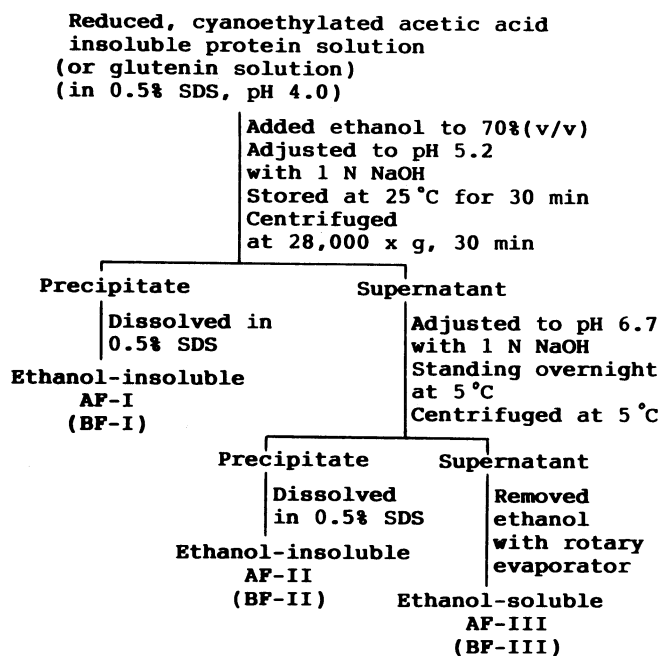 Reduced, cyanoethylated acetic acid
insoluble protein solution
(or glutenin solution)
(in 0.5% SDS, pH 4.0)
Added ethanol to 70%(v/v)
Adjusted to pH 5.2
with 1 N NaOH
Stored at 25 °C for 30 min
Centrifuged
at 28,000 x g, 30 min
Precipitate
Dissolved in
0.5% SDS
Ethanol-insoluble
AF-I
(BF-I)
Supernatant
Adjusted to pH 6.7
with 1 N NaOH
Standing overnight
at 5 °C
Centrifuged at 5 °C
Precipitate
Dissolved
in 0.5% SDS
Ethanol-insoluble
AF-II
(BF-II)
Supernatant
Removed
ethanol
with rotary
evaporator
Ethanol-soluble
AF-III
(BF-III)